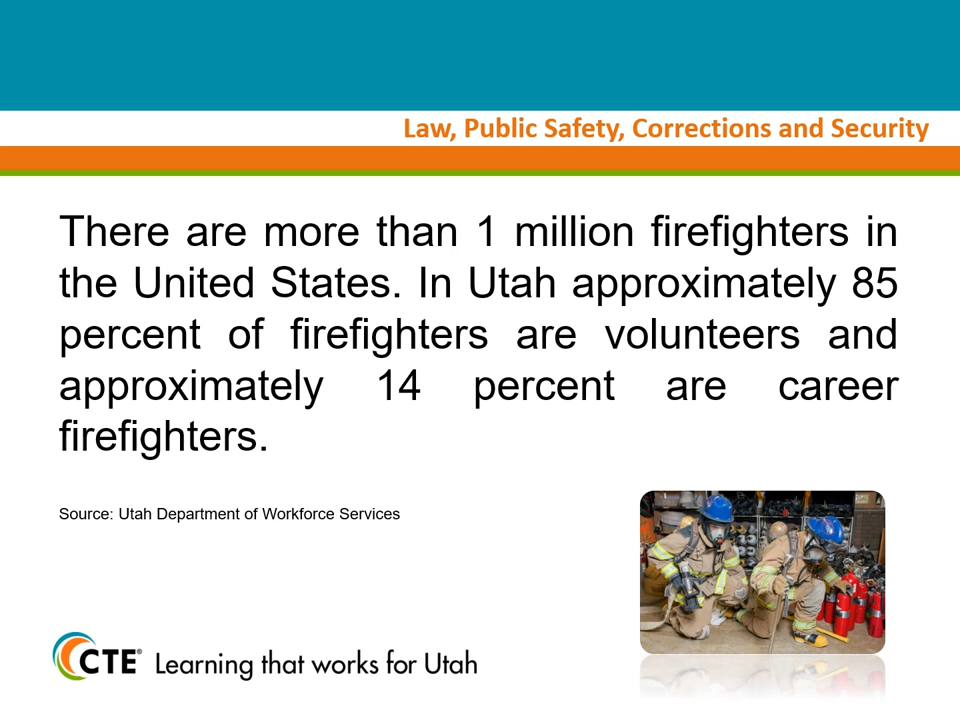 Law, Public Safety, Corrections and Security
There are more than 1 million firefighters in
the United States. In Utah approximately 85
percent of firefighters are volunteers and
approximately 14 percent are career
firefighters.
Source: Utah Department of Workforce Services
CTE® Learning that works for Utah